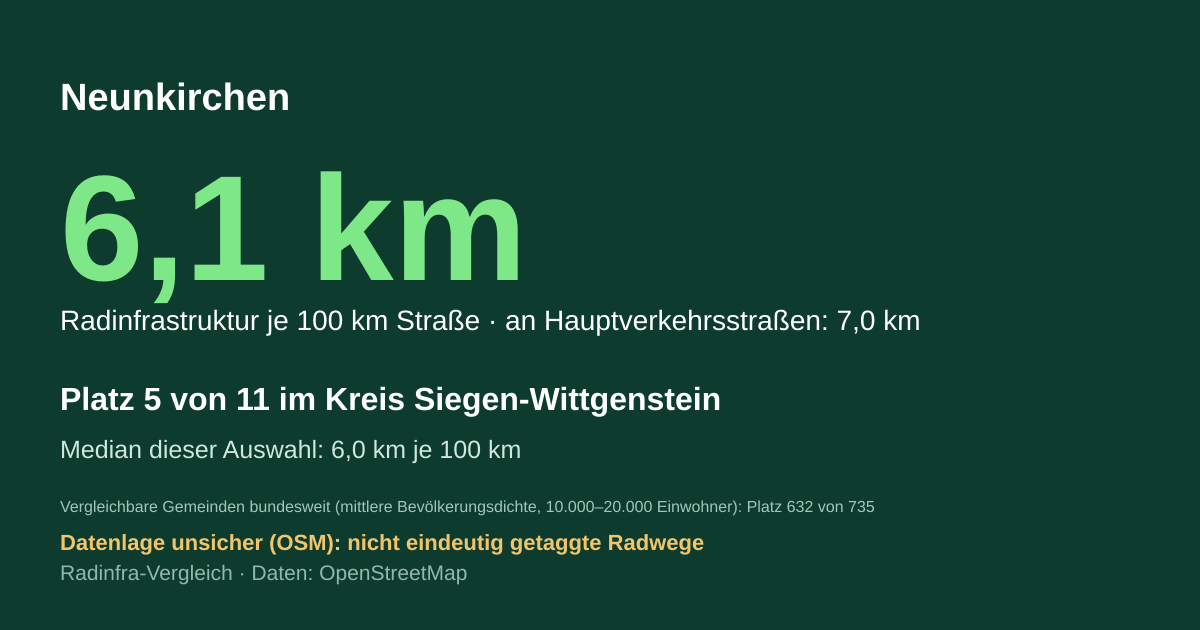 Neunkirchen
6,1 km
Radinfrastruktur je 100 km Straße · an Hauptverkehrsstraßen: 7,0 km
Platz 5 von 11 im Kreis Siegen-Wittgenstein
Median dieser Auswahl: 6,0 km je 100 km
Vergleichbare Gemeinden bundesweit (mittlere Bevölkerungsdichte, 10.000–20.000 Einwohner): Platz 632 von 735
Datenlage unsicher (OSM): nicht eindeutig getaggte Radwege
Radinfra-Vergleich · Daten: OpenStreetMap